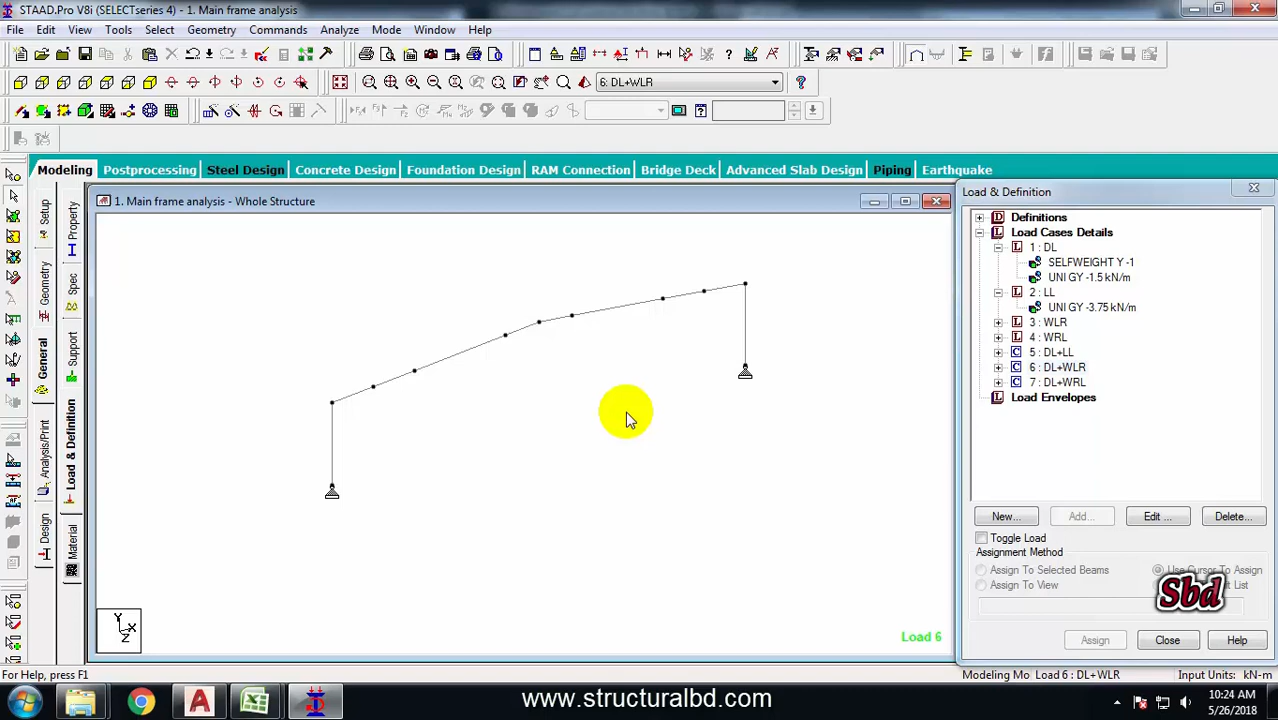 STAAD.Pro V8i (SELECTseries 4) - 1. Main frame analysis
File Edit View Tools Select Geometry Commands Analyze Mode Window Help
6: DL+WLR
Modeling Postprocessing Steel Design Concrete Design Foundation Design RAM Connection Bridge Deck Advanced Slab Design Piping Earthquake
1. Main frame analysis - Whole Structure
Load & Definition
Setup
Geometry
General
Analysis/Print
Design
Property
Spec
Support
Load & Definition
Material
Definitions
Load Cases Details
1 : DL
SELFWEIGHT Y -1
UNI GY -1.5 kN/m
2 : LL
UNI GY -3.75 kN/m
3 : WLR
4 : WRL
5 : DL+LL
6 : DL+WLR
7 : DL+WRL
Load Envelopes
New... Add... Edit ... Delete...
Toggle Load
Assignment Method
Assign To Selected Beams Use Cursor To Assign
Assign To View t List
Sbd
Assign Close Help
Y
X
Z
Load 6
For Help, press F1
Modeling Mo Load 6 : DL+WLR Input Units: kN-m
www.structuralbd.com
10:24 AM
5/26/2018